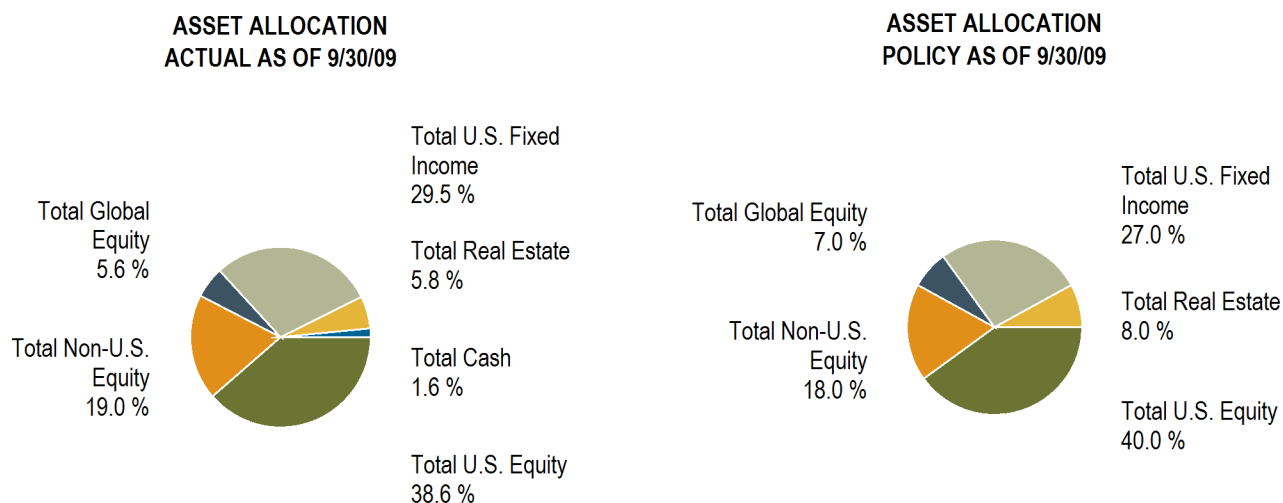 ASSET ALLOCATION
ACTUAL AS OF 9/30/09
Total U.S. Fixed
Income
29.5 %
Total Global
Equity
5.6 %
Total Real Estate
5.8 %
Total Non-U.S.
Equity
19.0 %
Total Cash
1.6 %
Total U.S. Equity
38.6 %
ASSET ALLOCATION
POLICY AS OF 9/30/09
Total U.S. Fixed
Income
27.0 %
Total Global Equity
7.0 %
Total Real Estate
8.0 %
Total Non-U.S.
Equity
18.0 %
Total U.S. Equity
40.0 %